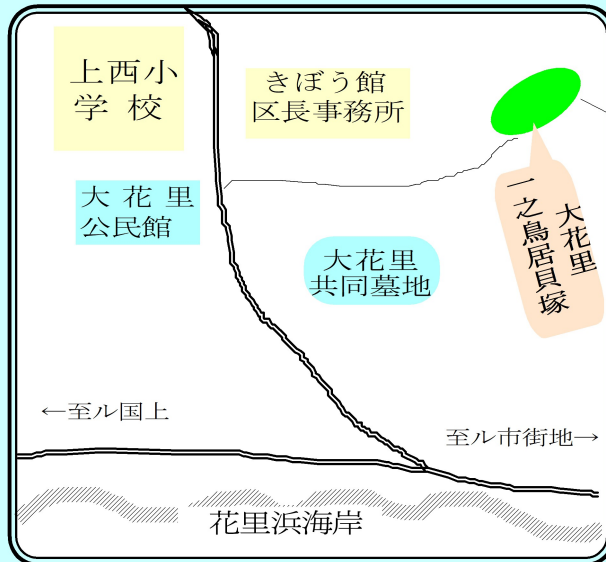 上西小
学校
きぼう館
区長事務所
大花里
公民館
大花里
一之鳥居貝塚
大花里
共同墓地
←至ル国上
至ル市街地→
花里浜海岸